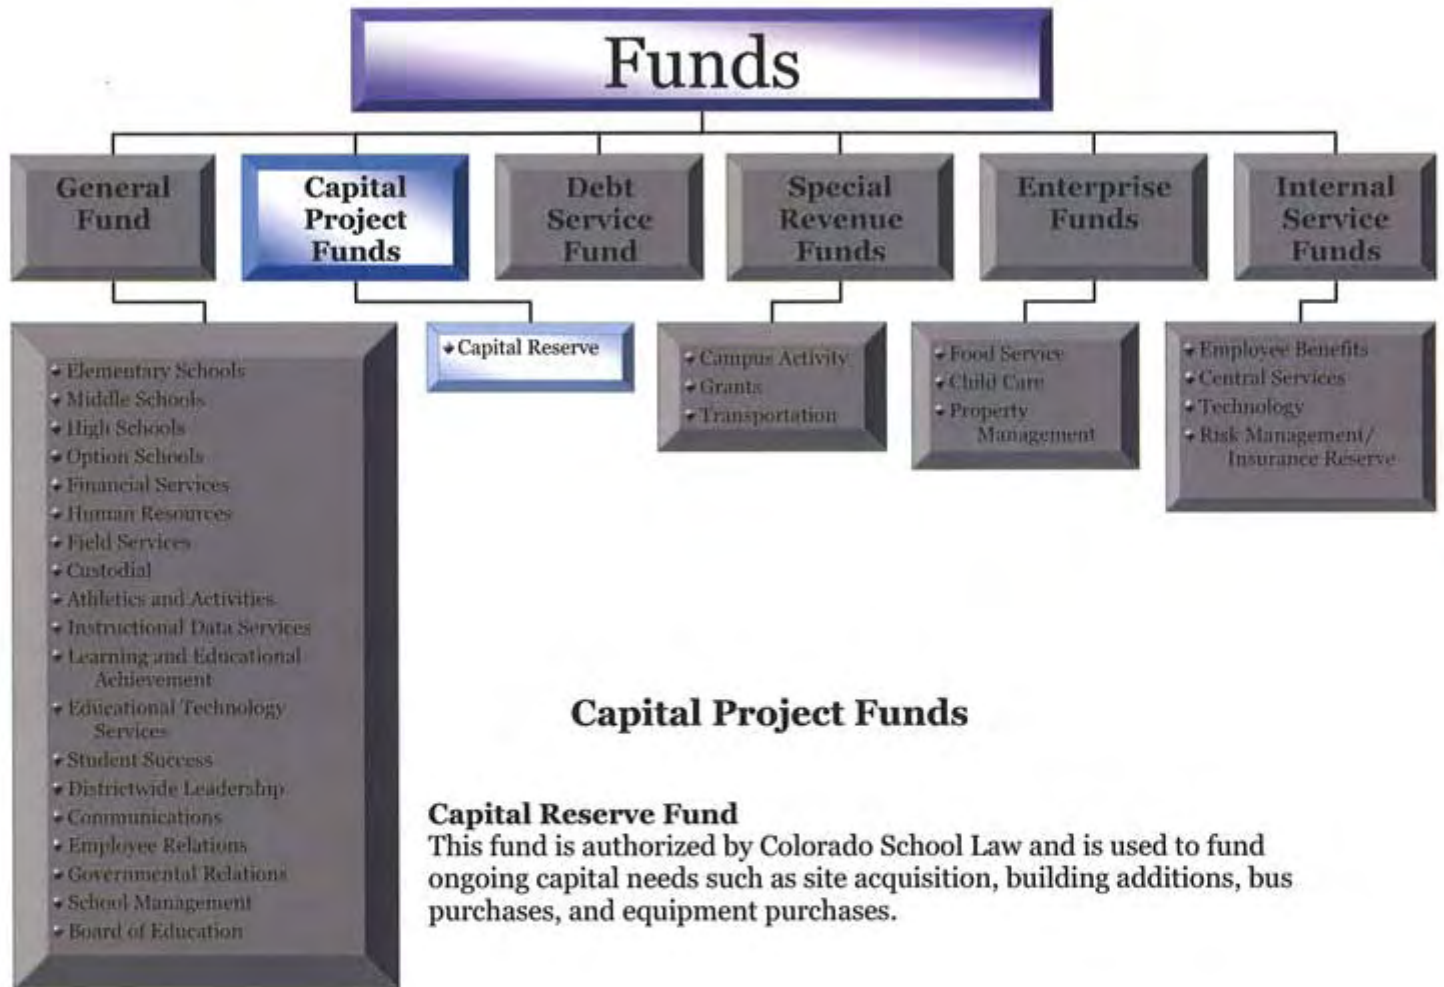 Funds
General
Fund
Capital
Project
Funds
Debt
Service
Fund
Special
Revenue
Funds
Enterprise
Funds
Internal
Service
Funds
Elementary Schools
Middle Schools
High Schools
Option Schools
Financial Services
Human Resources
Field Services
Custodial
Athletics and Activities
Instructional Data Services
Learning and Educational
Achievement
Educational Technology
Services
Student Success
Districtwide Leadership
Communications
Employee Relations
Governmental Relations
School Management
Board of Education
Capital Reserve
Campus Activity
Grants
Transportation
Food Service
Child Care
Property
Management
Employee Benefits
Central Services
Technology
Risk Management/
Insurance Reserve
Capital Project Funds
Capital Reserve Fund
This fund is authorized by Colorado School Law and is used to fund
ongoing capital needs such as site acquisition, building additions, bus
purchases, and equipment purchases.